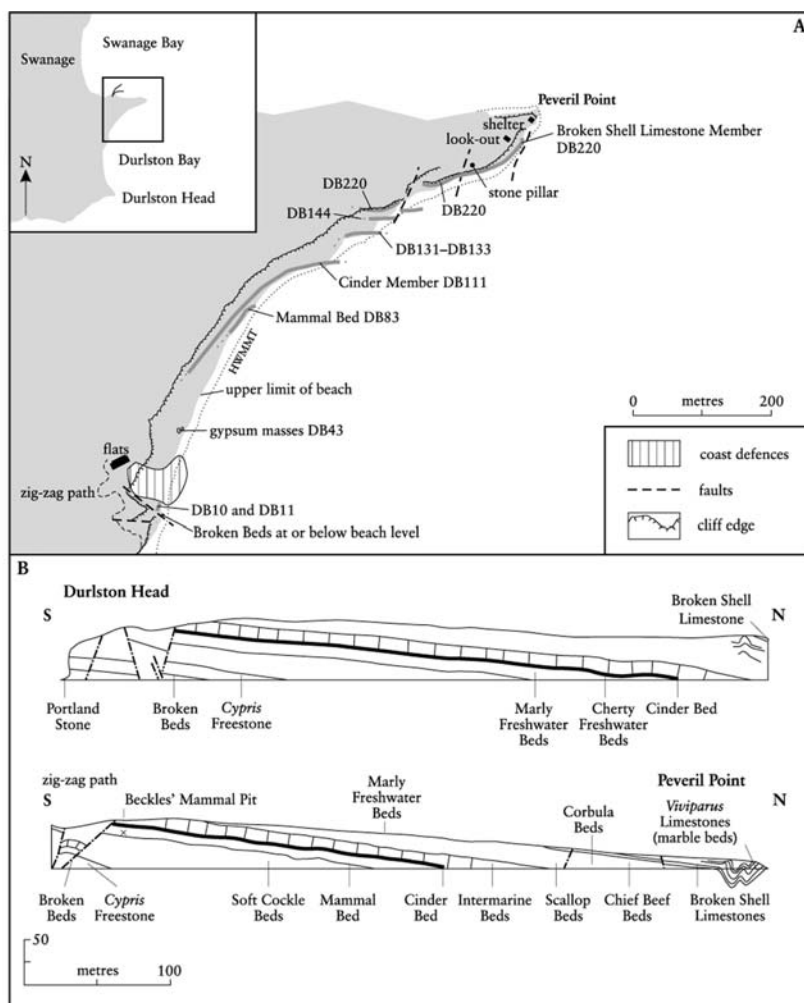 A
Swanage Bay
Swanage
N
Durlston Bay
Durlston Head
Peveril Point
shelter
look-out
Broken Shell Limestone Member
DB220
stone pillar
DB220
DB220
DB144
DB131–DB133
Cinder Member DB111
Mammal Bed DB83
HWMMT
upper limit of beach
gypsum masses DB43
flats
zig-zag path
DB10 and DB11
Broken Beds at or below beach level
0 metres 200
coast defences
faults
cliff edge
B
Durlston Head
S
N
Broken Shell
Limestone
Portland
Stone
Broken
Beds
Cypris
Freestone
Marly
Freshwater
Beds
Cherty
Freshwater
Beds
Cinder Bed
zig-zag path
S
Beckles' Mammal Pit
Marly
Freshwater
Beds
Corbula
Beds
Peveril Point
Viviparus
Limestones
(marble beds)
N
Broken
Beds
Cypris
Freestone
Soft Cockle
Beds
Mammal
Bed
Cinder
Bed
Intermarine
Beds
Scallop
Beds
Chief Beef
Beds
Broken Shell
Limestones
50
0 metres 100